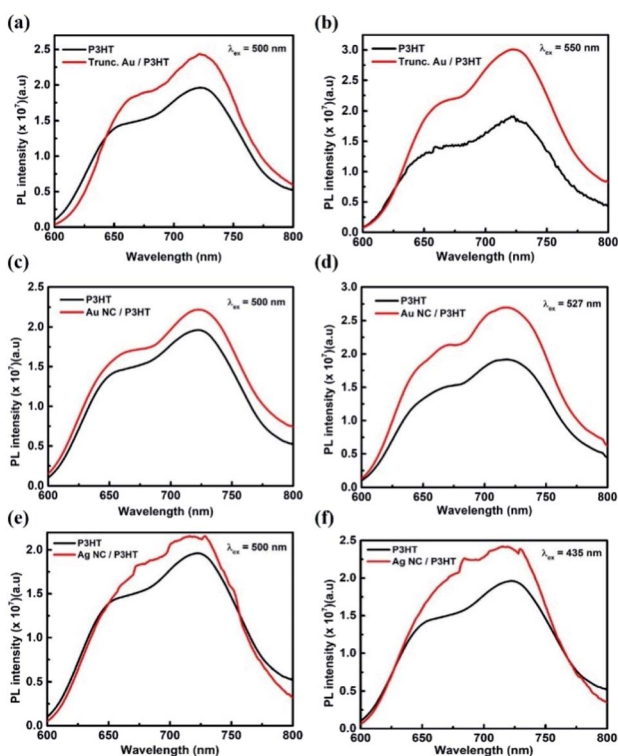 (a)
PL intensity (x 10⁷)(a.u)
2.5
2.0
1.5
1.0
0.5
0.0
P3HT
Trunc. Au / P3HT
λex = 500 nm
600 650 700 750 800
Wavelength (nm)
(b)
PL intensity (x 10⁷)(a.u)
3.0
2.5
2.0
1.5
1.0
0.5
0.0
P3HT
Trunc. Au / P3HT
λex = 550 nm
600 650 700 750 800
Wavelength (nm)
(c)
PL intensity (x 10⁷)(a.u)
2.5
2.0
1.5
1.0
0.5
0.0
P3HT
Au NC / P3HT
λex = 500 nm
600 650 700 750 800
Wavelength (nm)
(d)
PL intensity (x 10⁷)(a.u)
3.0
2.5
2.0
1.5
1.0
0.5
0.0
P3HT
Au NC / P3HT
λex = 527 nm
600 650 700 750 800
Wavelength (nm)
(e)
PL intensity (x 10⁷)(a.u)
2.0
1.5
1.0
0.5
0.0
P3HT
Ag NC / P3HT
λex = 500 nm
600 650 700 750 800
Wavelength (nm)
(f)
PL intensity (x 10⁷)(a.u)
2.5
2.0
1.5
1.0
0.5
0.0
P3HT
Ag NC / P3HT
λex = 435 nm
600 650 700 750 800
Wavelength (nm)